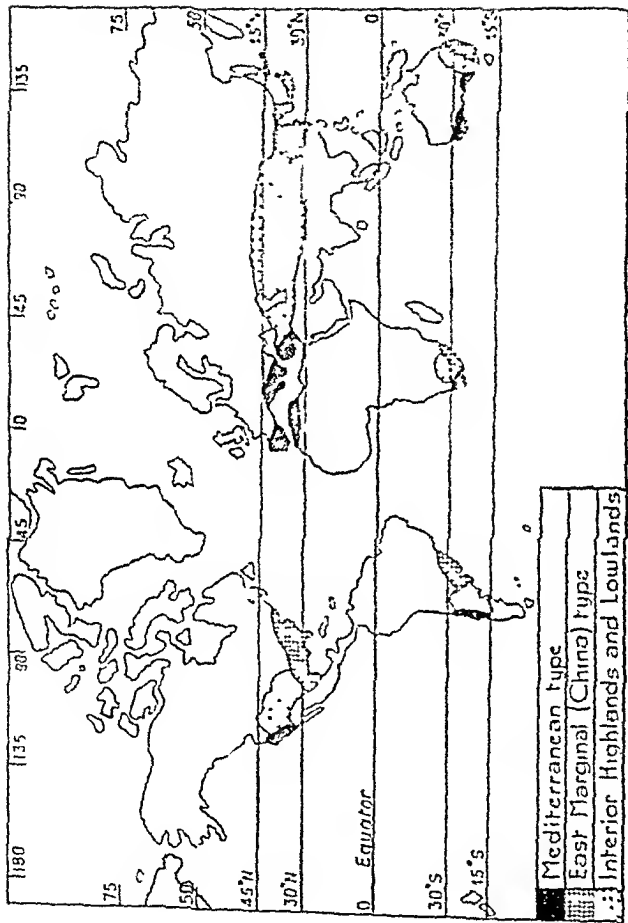 180 135 90 45 0 45 90 135
75 75
50 50
45°N 45°N
30°N 30°N
0 Equator 0
30°S 30°S
45°S 45°S
Mediterranean type
East Marginal (China) type
Interior Highlands and Lowlands